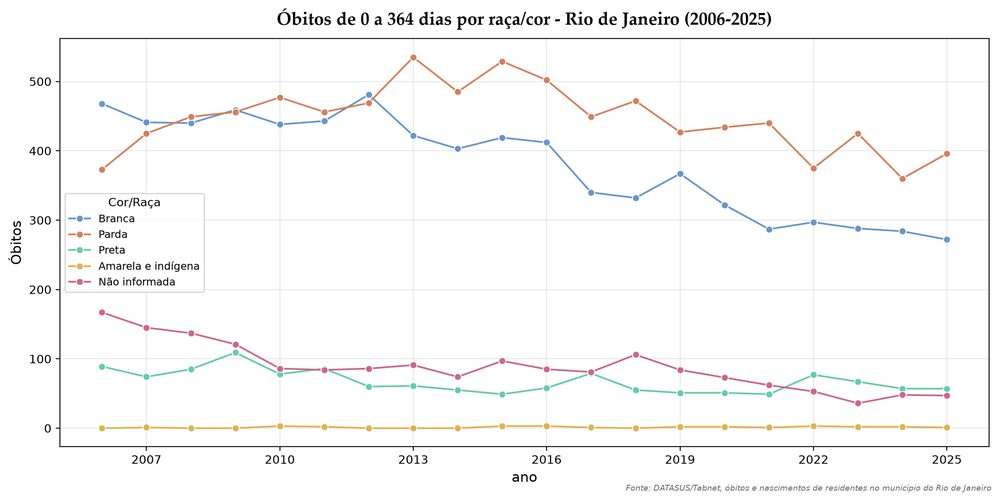 Óbitos de 0 a 364 dias por raça/cor - Rio de Janeiro (2006-2025)
Óbitos
500
400
300
200
100
0
Cor/Raça
Branca
Parda
Preta
Amarela e indígena
Não informada
2007 2010 2013 2016 2019 2022 2025
ano
Fonte: DATASUS/Tabnet, óbitos e nascimentos de residentes no município do Rio de Janeiro